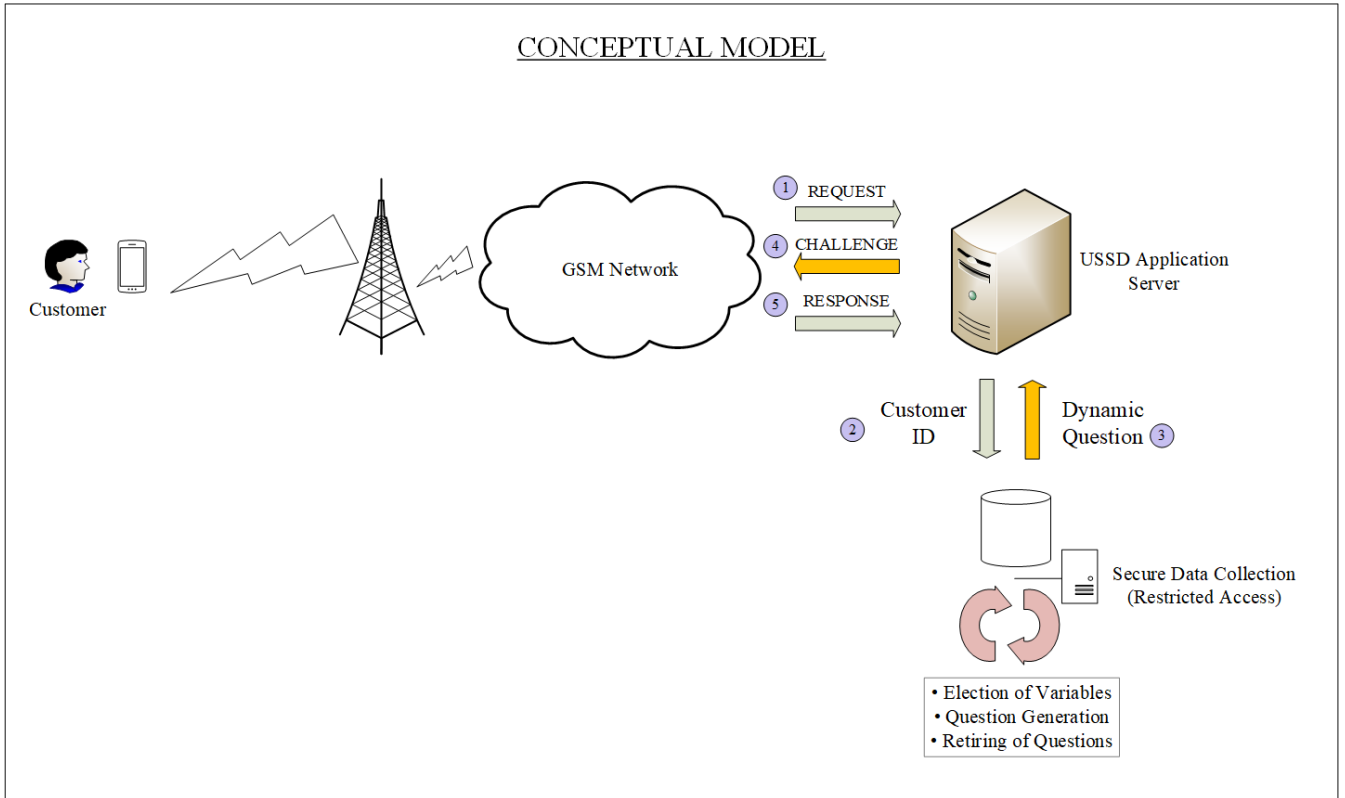 CONCEPTUAL MODEL
1 REQUEST
4 CHALLENGE
5 RESPONSE
GSM Network
Customer
USSD Application
Server
2
Customer
ID
Dynamic
Question 3
Secure Data Collection
(Restricted Access)
• Election of Variables
• Question Generation
• Retiring of Questions